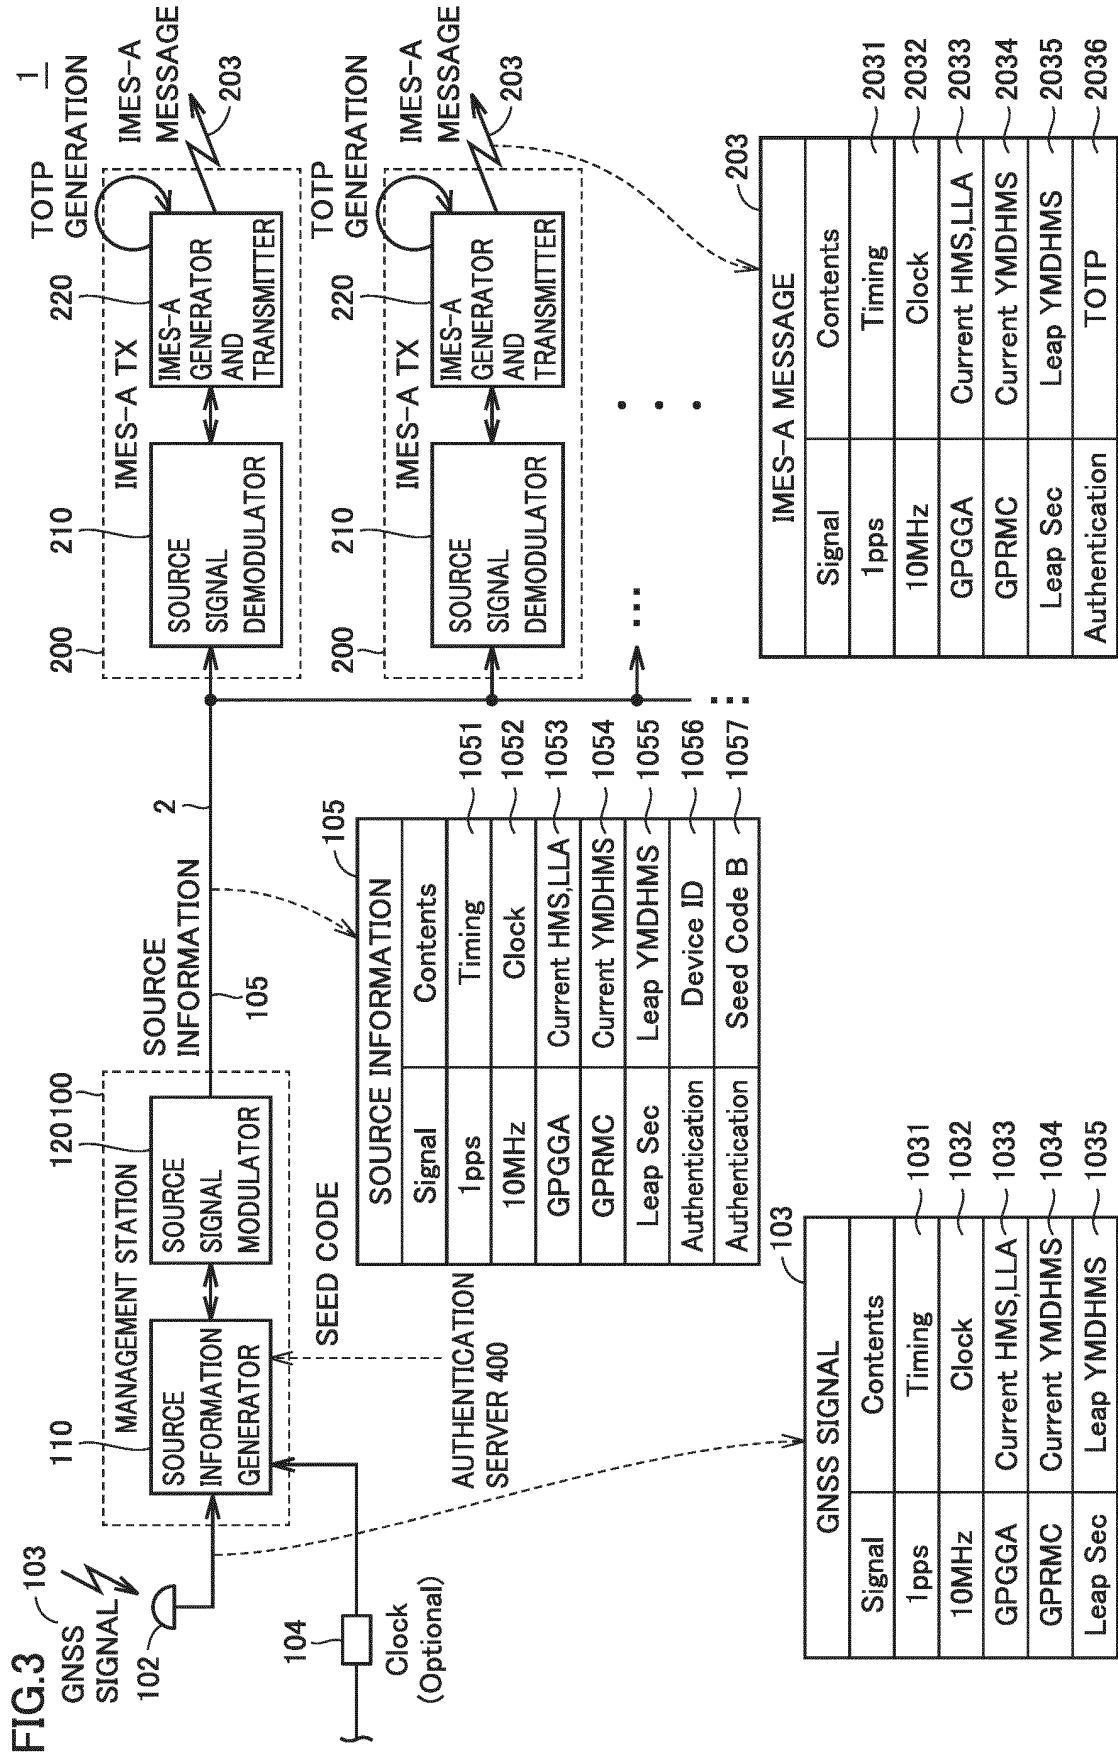 FIG.3
1
GNSS
SIGNAL
103
102
104
Clock
(Optional)
110
MANAGEMENT STATION
120
100
SOURCE
INFORMATION
GENERATOR
SOURCE
SIGNAL
MODULATOR
SEED CODE
AUTHENTICATION
SERVER 400
SOURCE
INFORMATION
105
2
200
210
IMES-A TX
220
TOTP
GENERATION
SOURCE
SIGNAL
DEMODULATOR
IMES-A
GENERATOR
AND
TRANSMITTER
IMES-A
MESSAGE
203
200
210
IMES-A TX
220
TOTP
GENERATION
SOURCE
SIGNAL
DEMODULATOR
IMES-A
GENERATOR
AND
TRANSMITTER
IMES-A
MESSAGE
203
105
SOURCE INFORMATION
Signal Contents
1pps Timing 1051
10MHz Clock 1052
GPGGA Current HMS,LLA 1053
GPRMC Current YMDHMS 1054
Leap Sec Leap YMDHMS 1055
Authentication Device ID 1056
Authentication Seed Code B 1057
103
GNSS SIGNAL
Signal Contents
1pps Timing 1031
10MHz Clock 1032
GPGGA Current HMS,LLA 1033
GPRMC Current YMDHMS 1034
Leap Sec Leap YMDHMS 1035
203
IMES-A MESSAGE
Signal Contents
1pps Timing 2031
10MHz Clock 2032
GPGGA Current HMS,LLA 2033
GPRMC Current YMDHMS 2034
Leap Sec Leap YMDHMS 2035
Authentication TOTP 2036